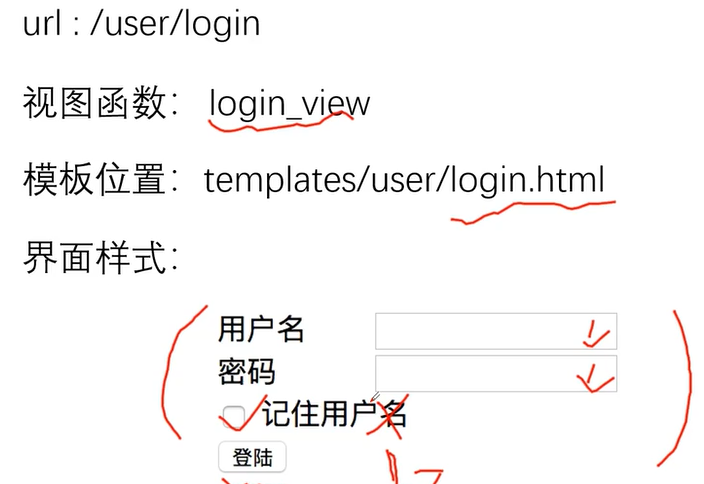 url : /user/login
视图函数： login_view
模板位置：templates/user/login.html
界面样式：
用户名
密码
记住用户名
登陆